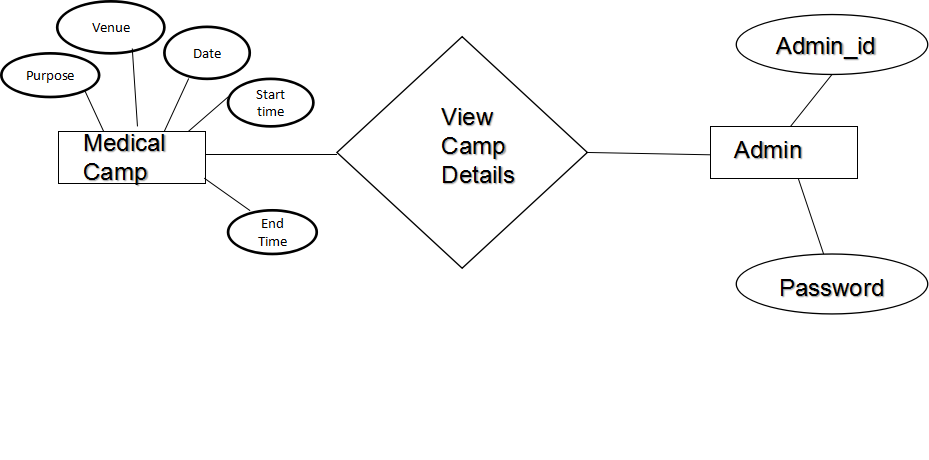 Venue
Date
Purpose
Start
time
Medical
Camp
End
Time
View
Camp
Details
Admin_id
Admin
Password